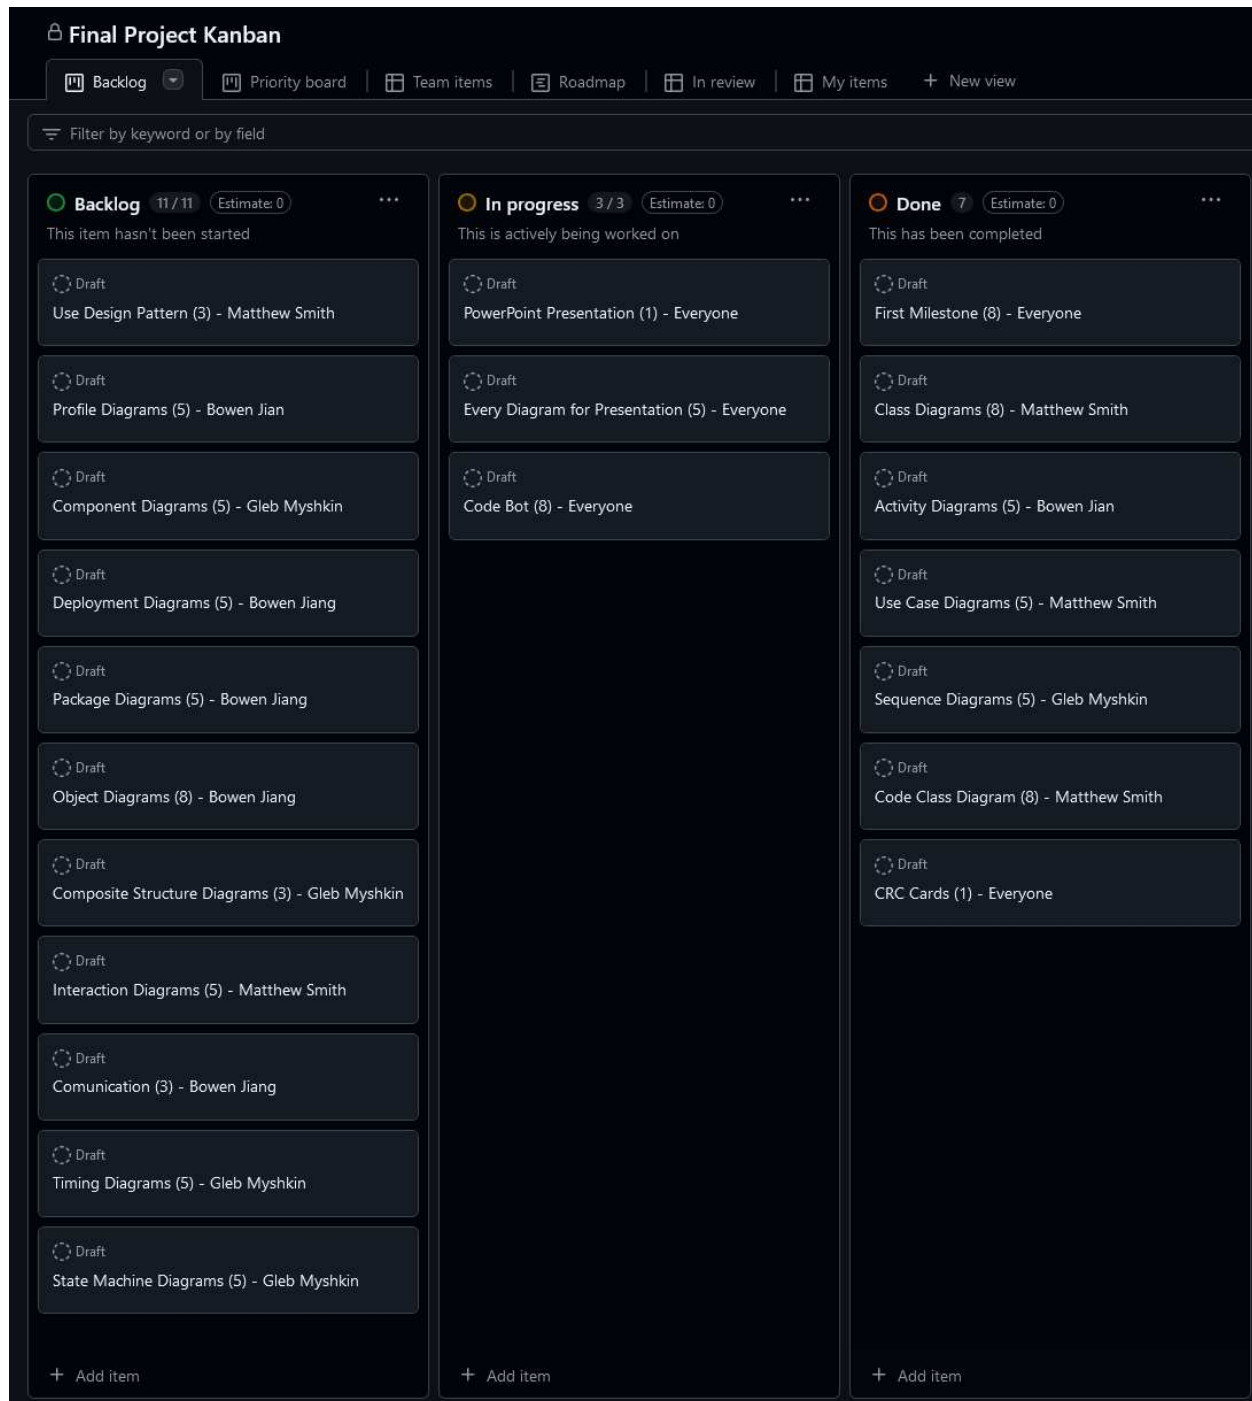 Final Project Kanban
Backlog
Priority board
Team items
Roadmap
In review
My items
New view
Filter by keyword or by field
Backlog 11 / 11 Estimate: 0
This item hasn't been started
Draft
Use Design Pattern (3) - Matthew Smith
Draft
Profile Diagrams (5) - Bowen Jian
Draft
Component Diagrams (5) - Gleb Myshkin
Draft
Deployment Diagrams (5) - Bowen Jiang
Draft
Package Diagrams (5) - Bowen Jiang
Draft
Object Diagrams (8) - Bowen Jiang
Draft
Composite Structure Diagrams (3) - Gleb Myshkin
Draft
Interaction Diagrams (5) - Matthew Smith
Draft
Comunication (3) - Bowen Jiang
Draft
Timing Diagrams (5) - Gleb Myshkin
Draft
State Machine Diagrams (5) - Gleb Myshkin
+ Add item
In progress 3 / 3 Estimate: 0
This is actively being worked on
Draft
PowerPoint Presentation (1) - Everyone
Draft
Every Diagram for Presentation (5) - Everyone
Draft
Code Bot (8) - Everyone
+ Add item
Done 7 Estimate: 0
This has been completed
Draft
First Milestone (8) - Everyone
Draft
Class Diagrams (8) - Matthew Smith
Draft
Activity Diagrams (5) - Bowen Jian
Draft
Use Case Diagrams (5) - Matthew Smith
Draft
Sequence Diagrams (5) - Gleb Myshkin
Draft
Code Class Diagram (8) - Matthew Smith
Draft
CRC Cards (1) - Everyone
+ Add item